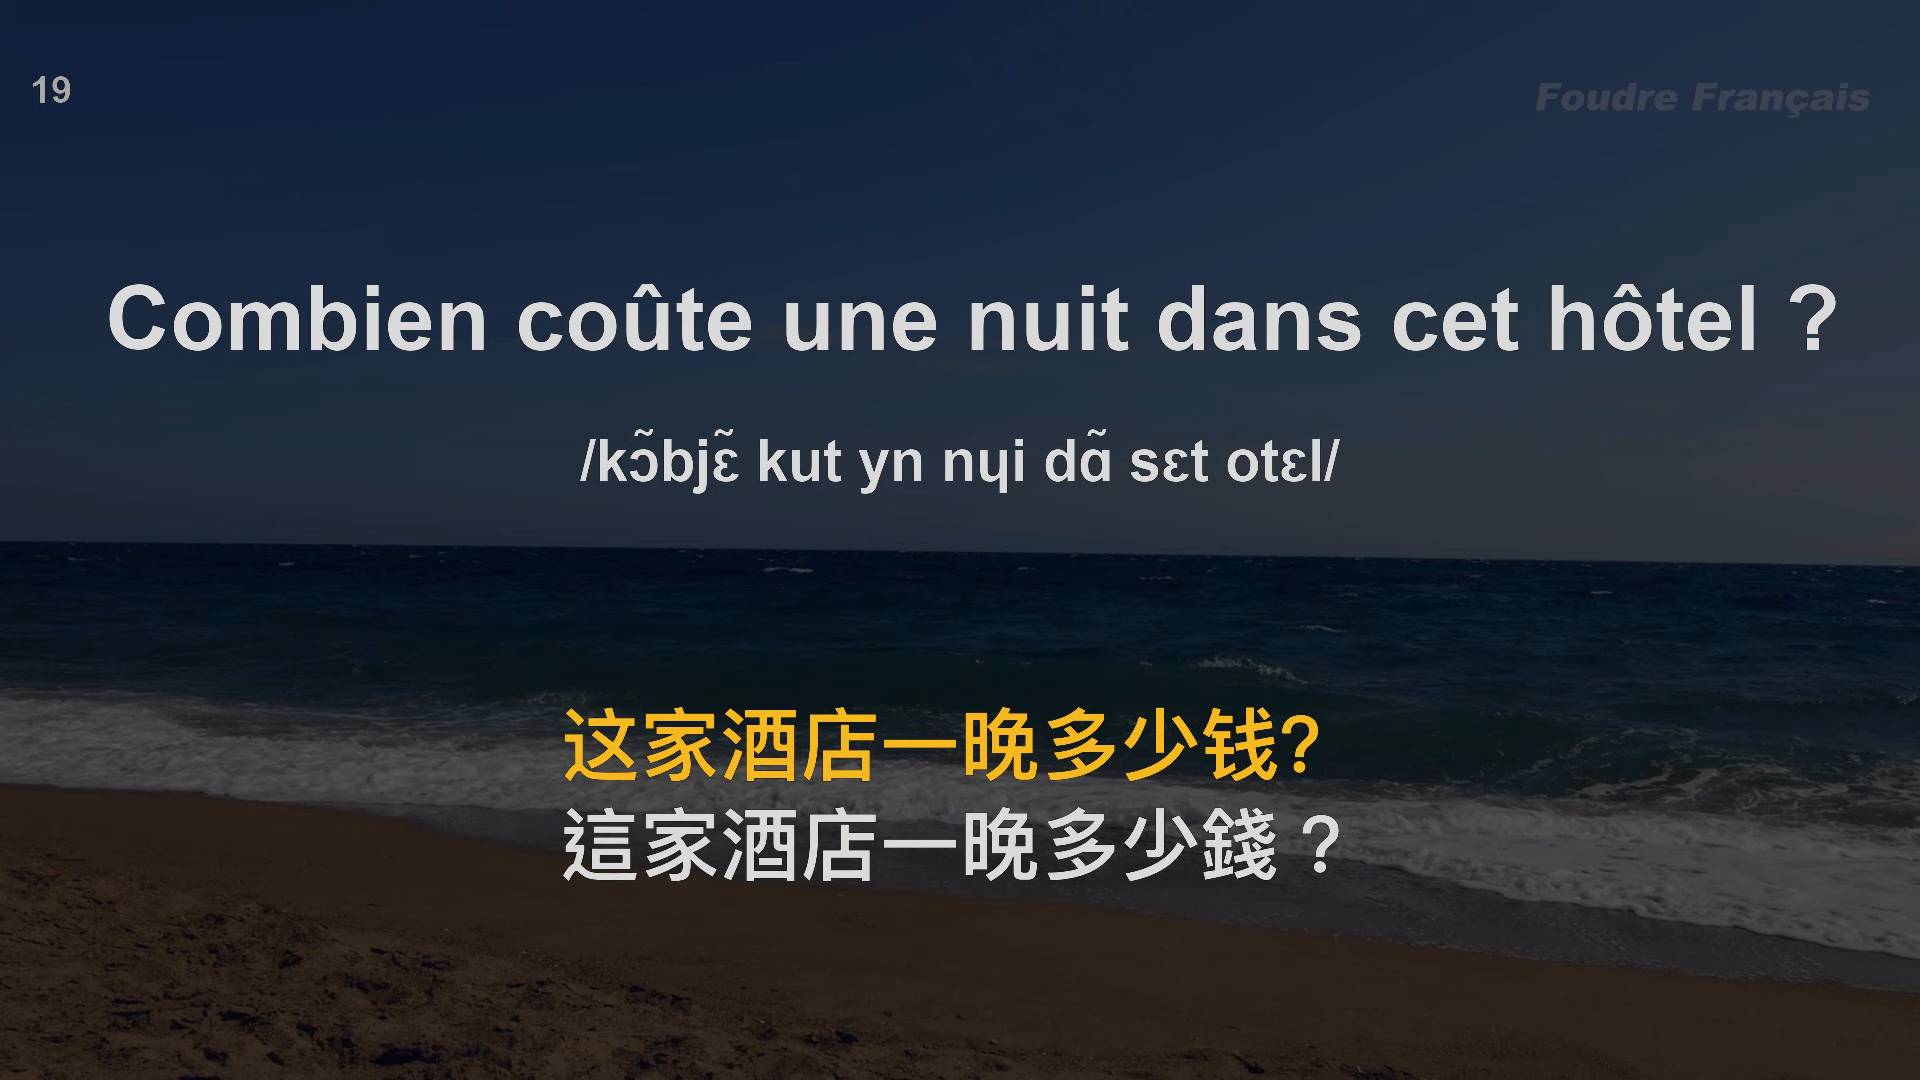 19
Foudre Français
Combien coûte une nuit dans cet hôtel ?
/kɔ̃bjɛ̃ kut yn nɥi dɑ̃ sɛt otɛl/
这家酒店一晚多少钱?
這家酒店一晚多少錢？